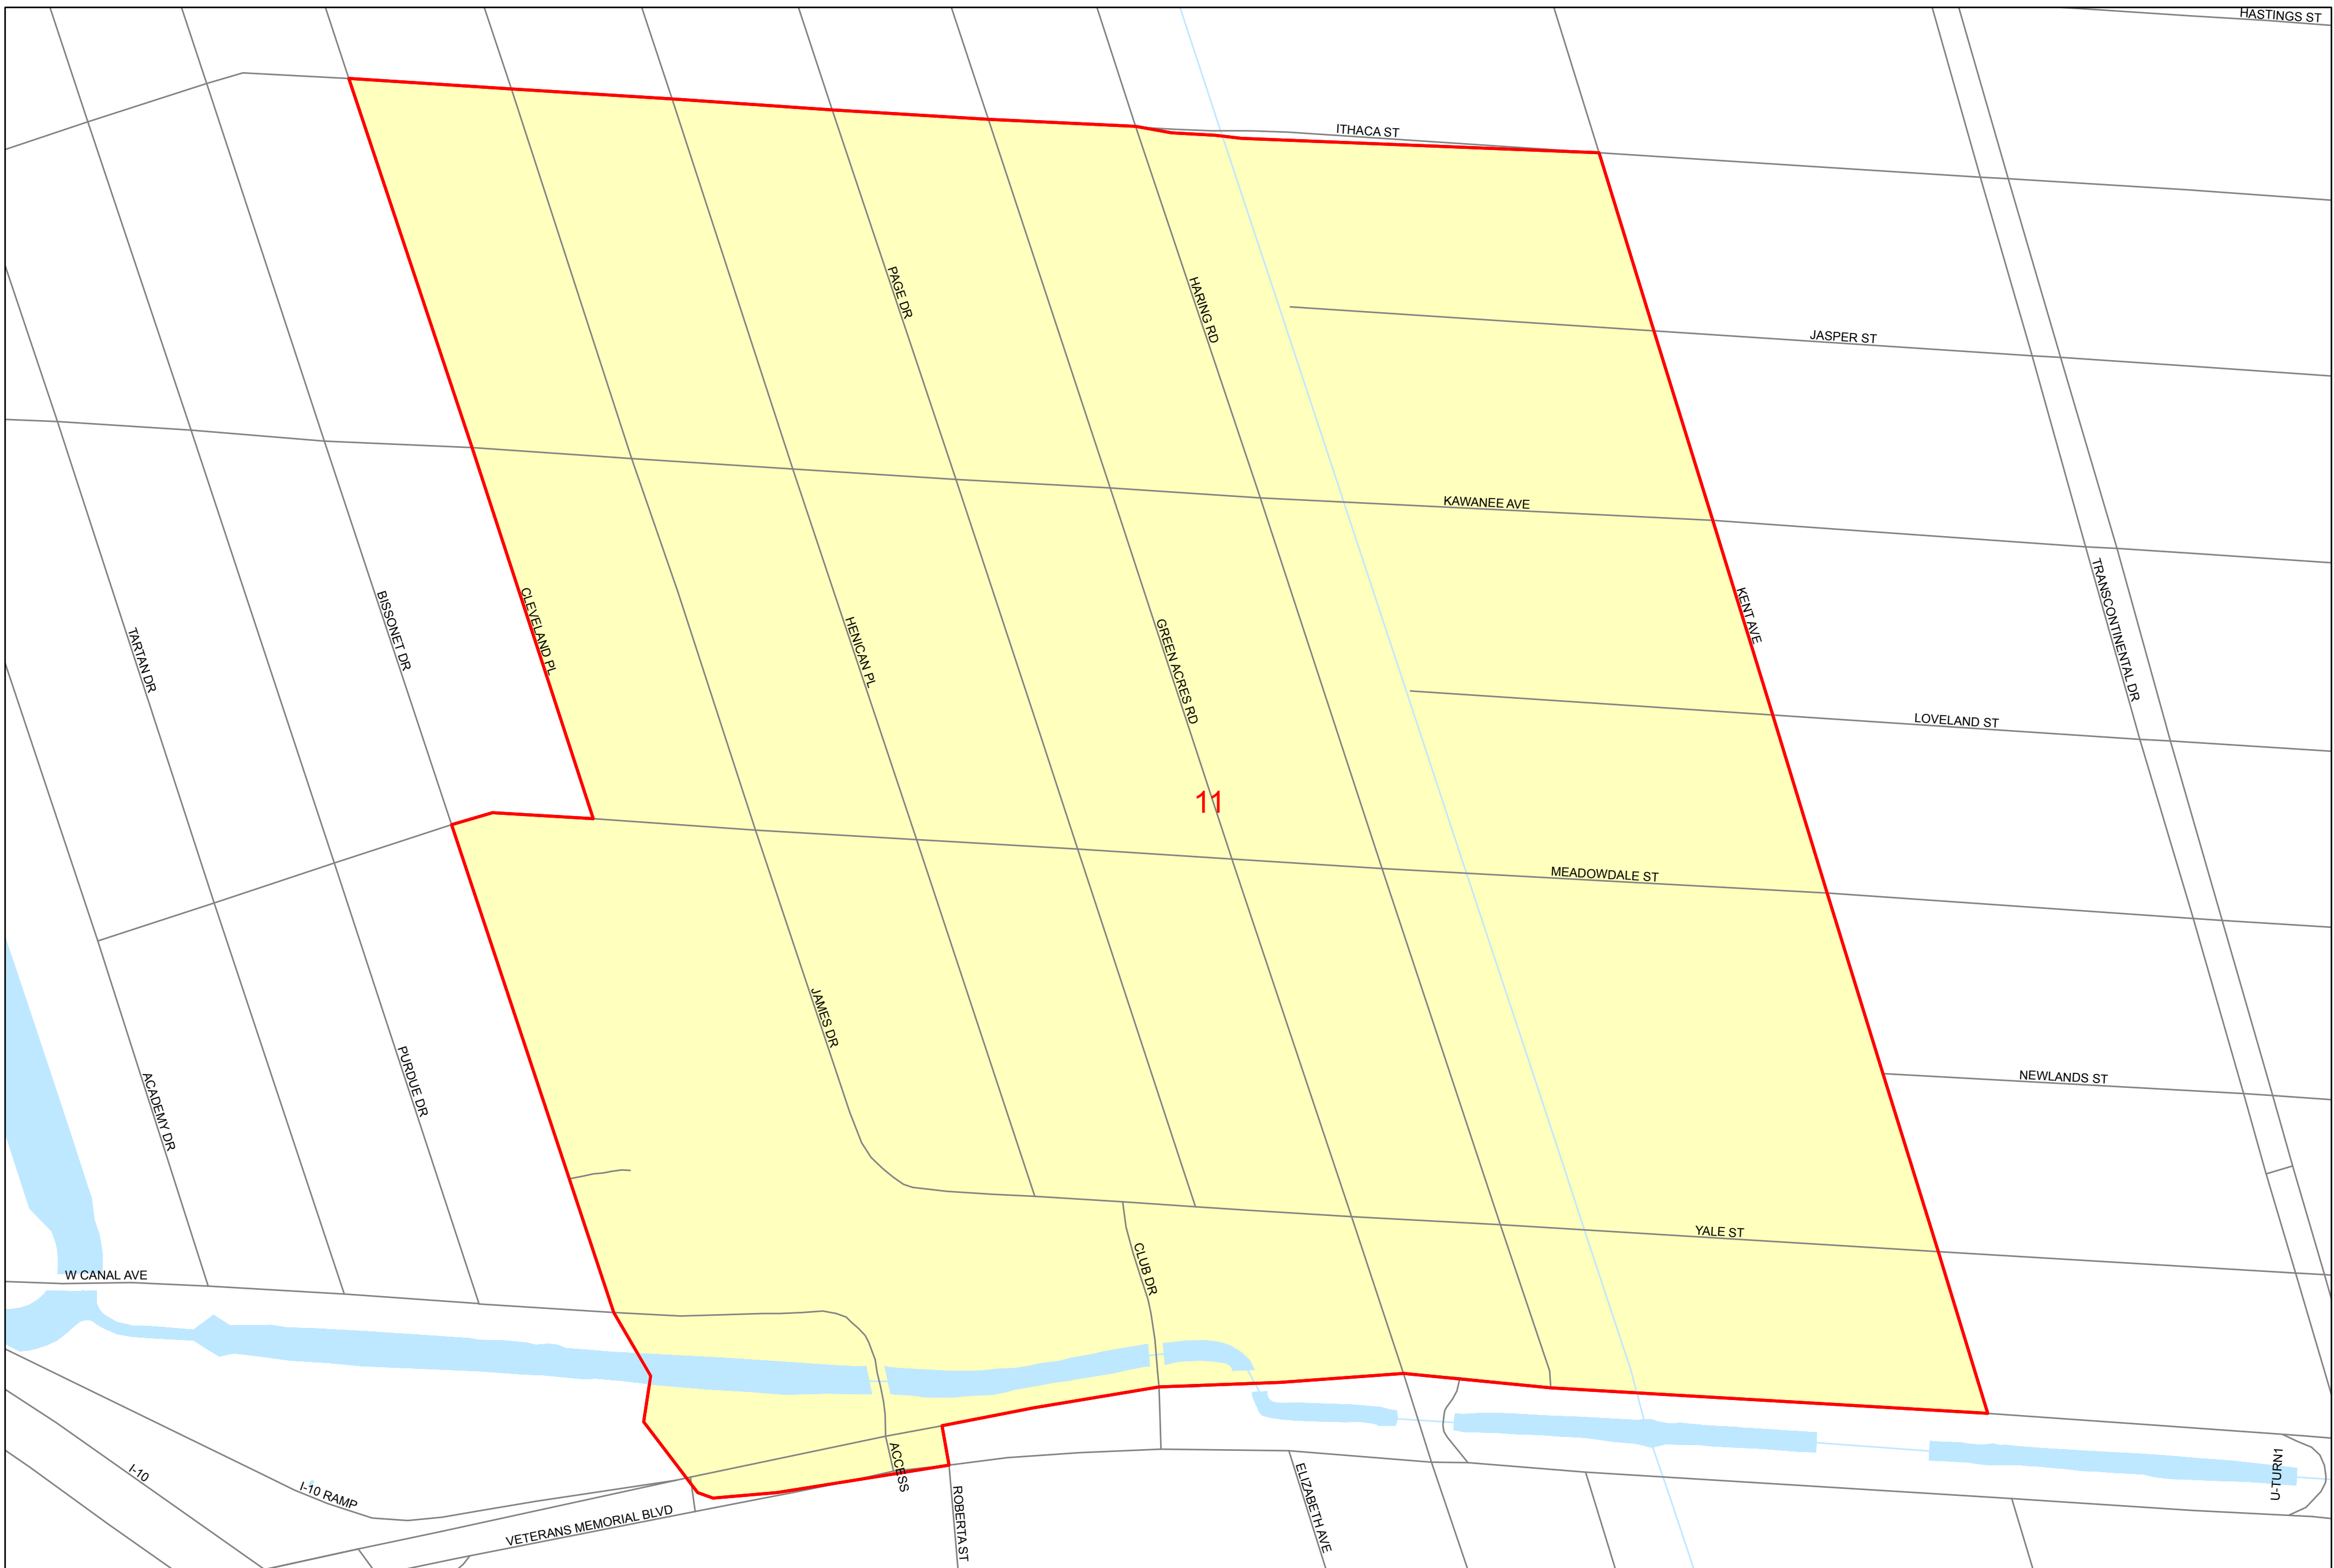 HASTINGS ST
ITHACA ST
PAGE DR
HARING RD
JASPER ST
KAWANEE AVE
CLEVELAND PL
BISSONET DR
TARTAN DR
HENICAN PL
GREEN ACRES RD
KENT AVE
TRANSCONTINENTAL DR
LOVELAND ST
11
MEADOWDALE ST
JAMES DR
PURDUE DR
ACADEMY DR
NEWLANDS ST
YALE ST
CLUB DR
W CANAL AVE
ACCESS
I-10
I-10 RAMP
VETERANS MEMORIAL BLVD
ROBERTA ST
ELIZABETH AVE
U-TURN1